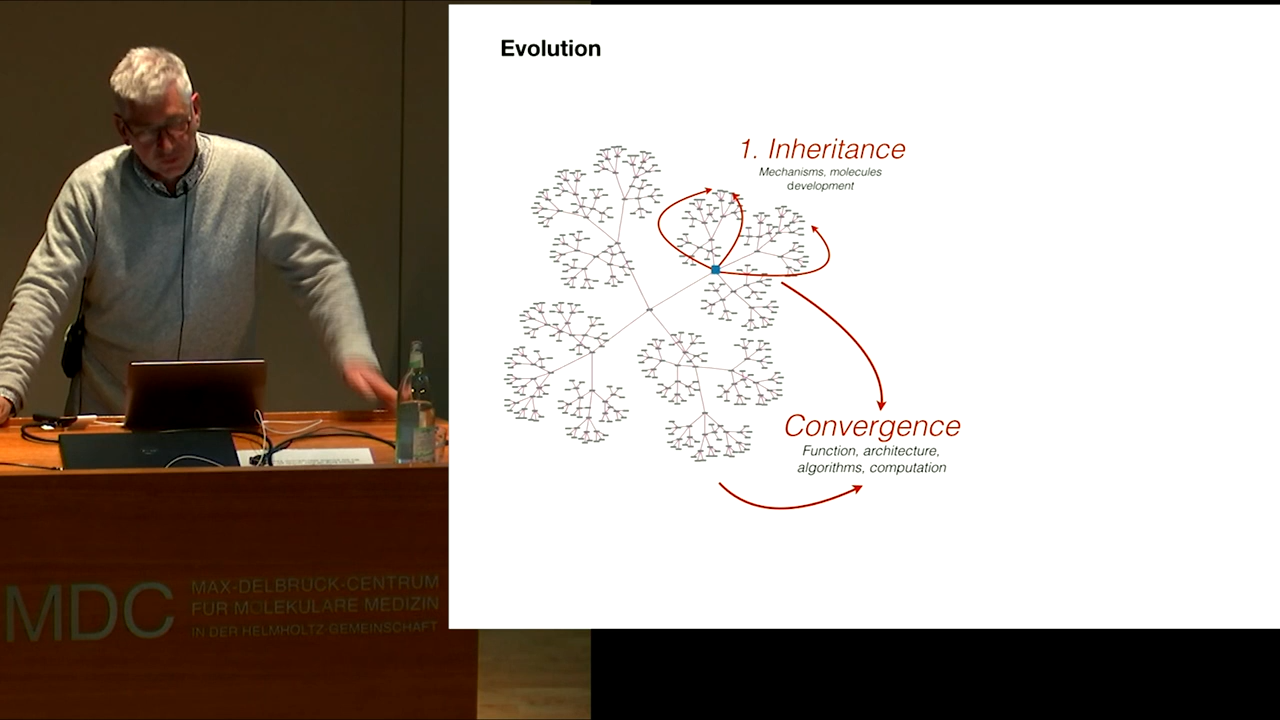 Evolution
1. Inheritance
Mechanisms, molecules
development
Convergence
Function, architecture,
algorithms, computation
MDC
MAX-DELBRÜCK-CENTRUM
FÜR MOLEKULARE MEDIZIN
IN DER HELMHOLTZ-GEMEINSCHAFT